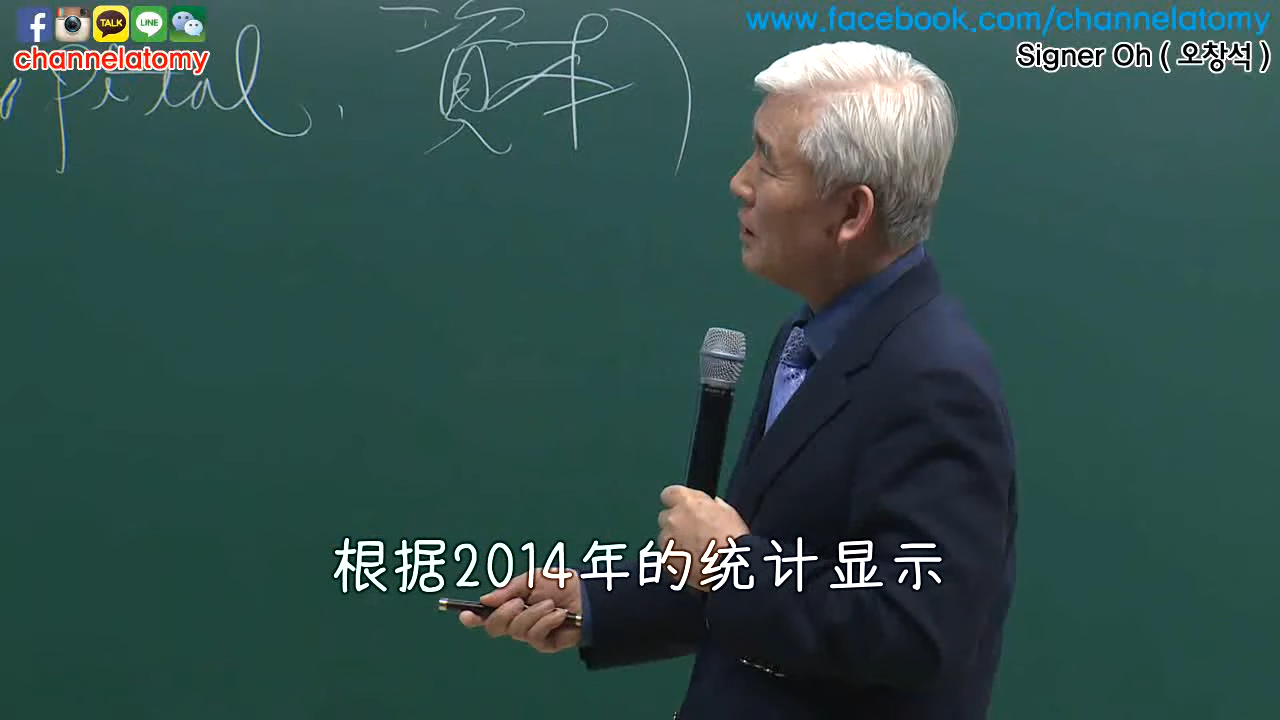 TALK
LINE
channelatomy
www.facebook.com/channelatomy
Signer Oh ( 오창석 )
apital. 資本)
根据2014年的统计显示